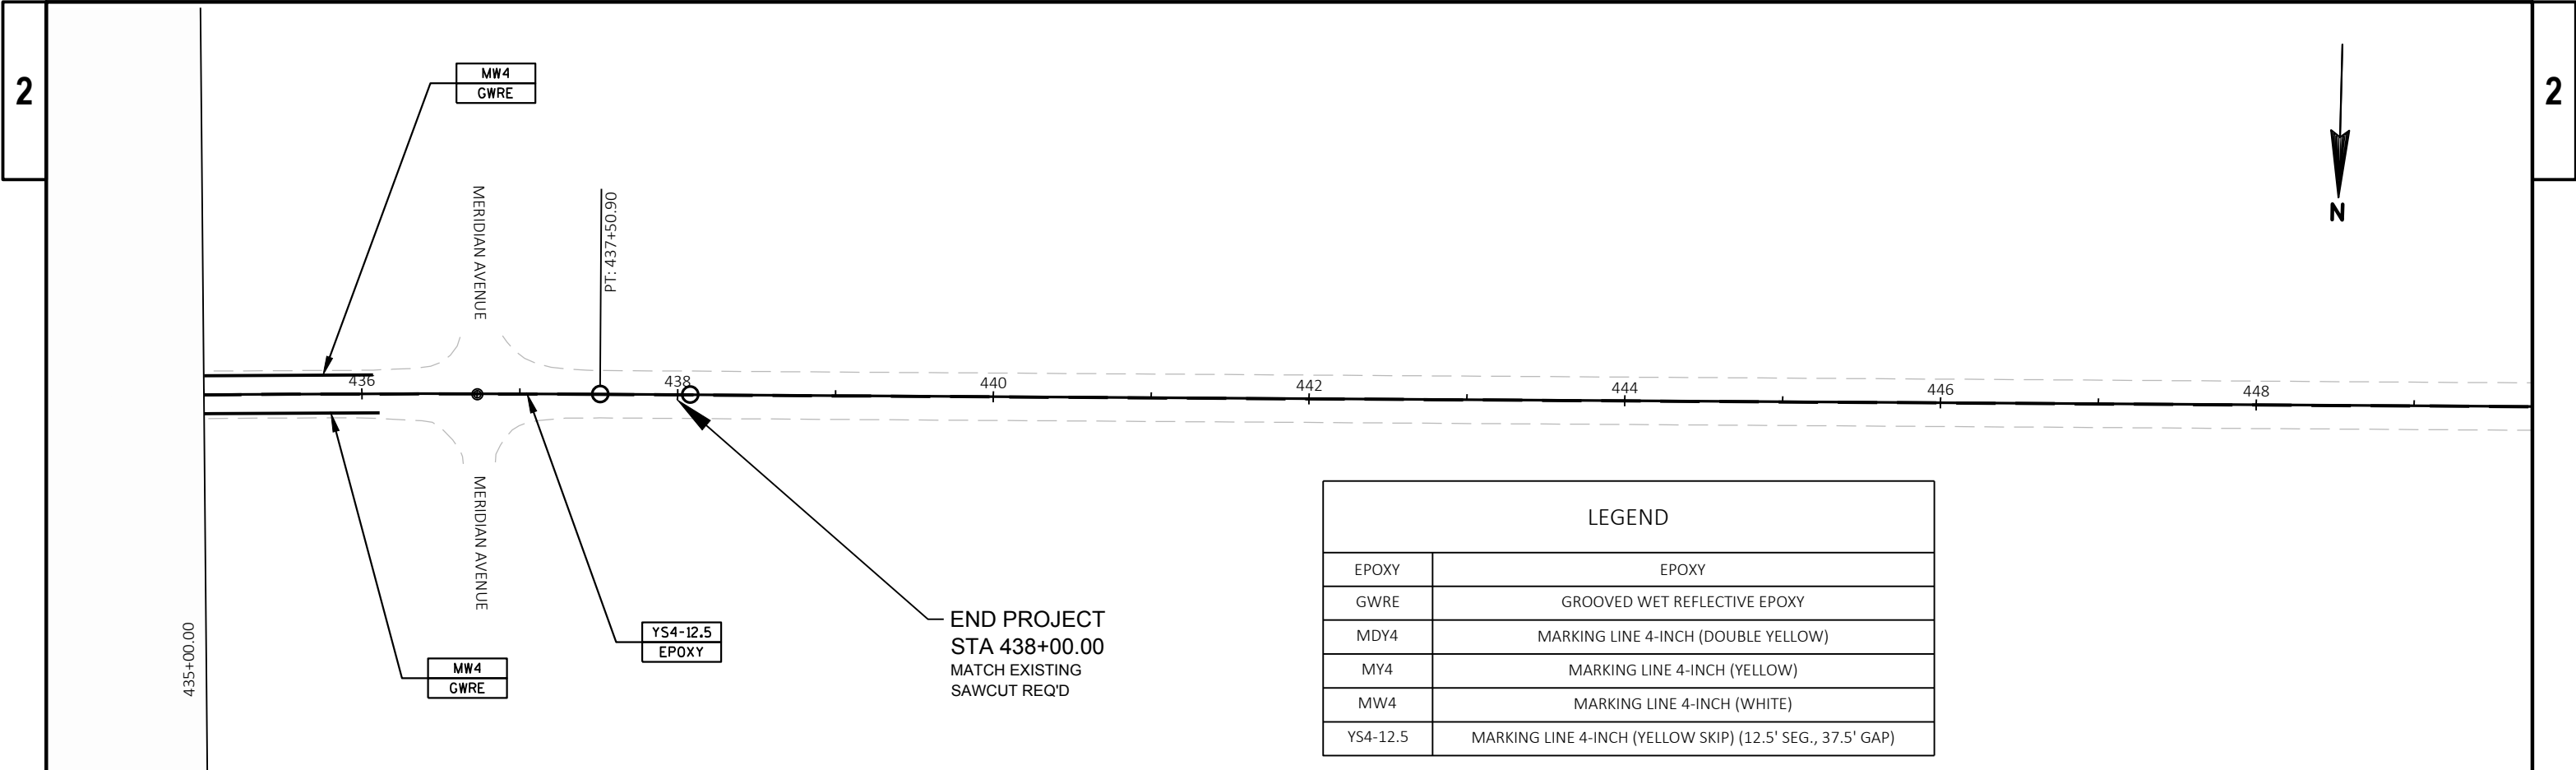 2
2
MW4
GWRE
N
MERIDIAN AVENUE
PT: 437+50.90
436
438
440
442
444
446
448
MERIDIAN AVENUE
435+00.00
MW4
GWRE
YS4-12.5
EPOXY
END PROJECT
STA 438+00.00
MATCH EXISTING
SAWCUT REQ'D
LEGEND
EPOXY EPOXY
GWRE GROOVED WET REFLECTIVE EPOXY
MDY4 MARKING LINE 4-INCH (DOUBLE YELLOW)
MY4 MARKING LINE 4-INCH (YELLOW)
MW4 MARKING LINE 4-INCH (WHITE)
YS4-12.5 MARKING LINE 4-INCH (YELLOW SKIP) (12.5' SEG., 37.5' GAP)